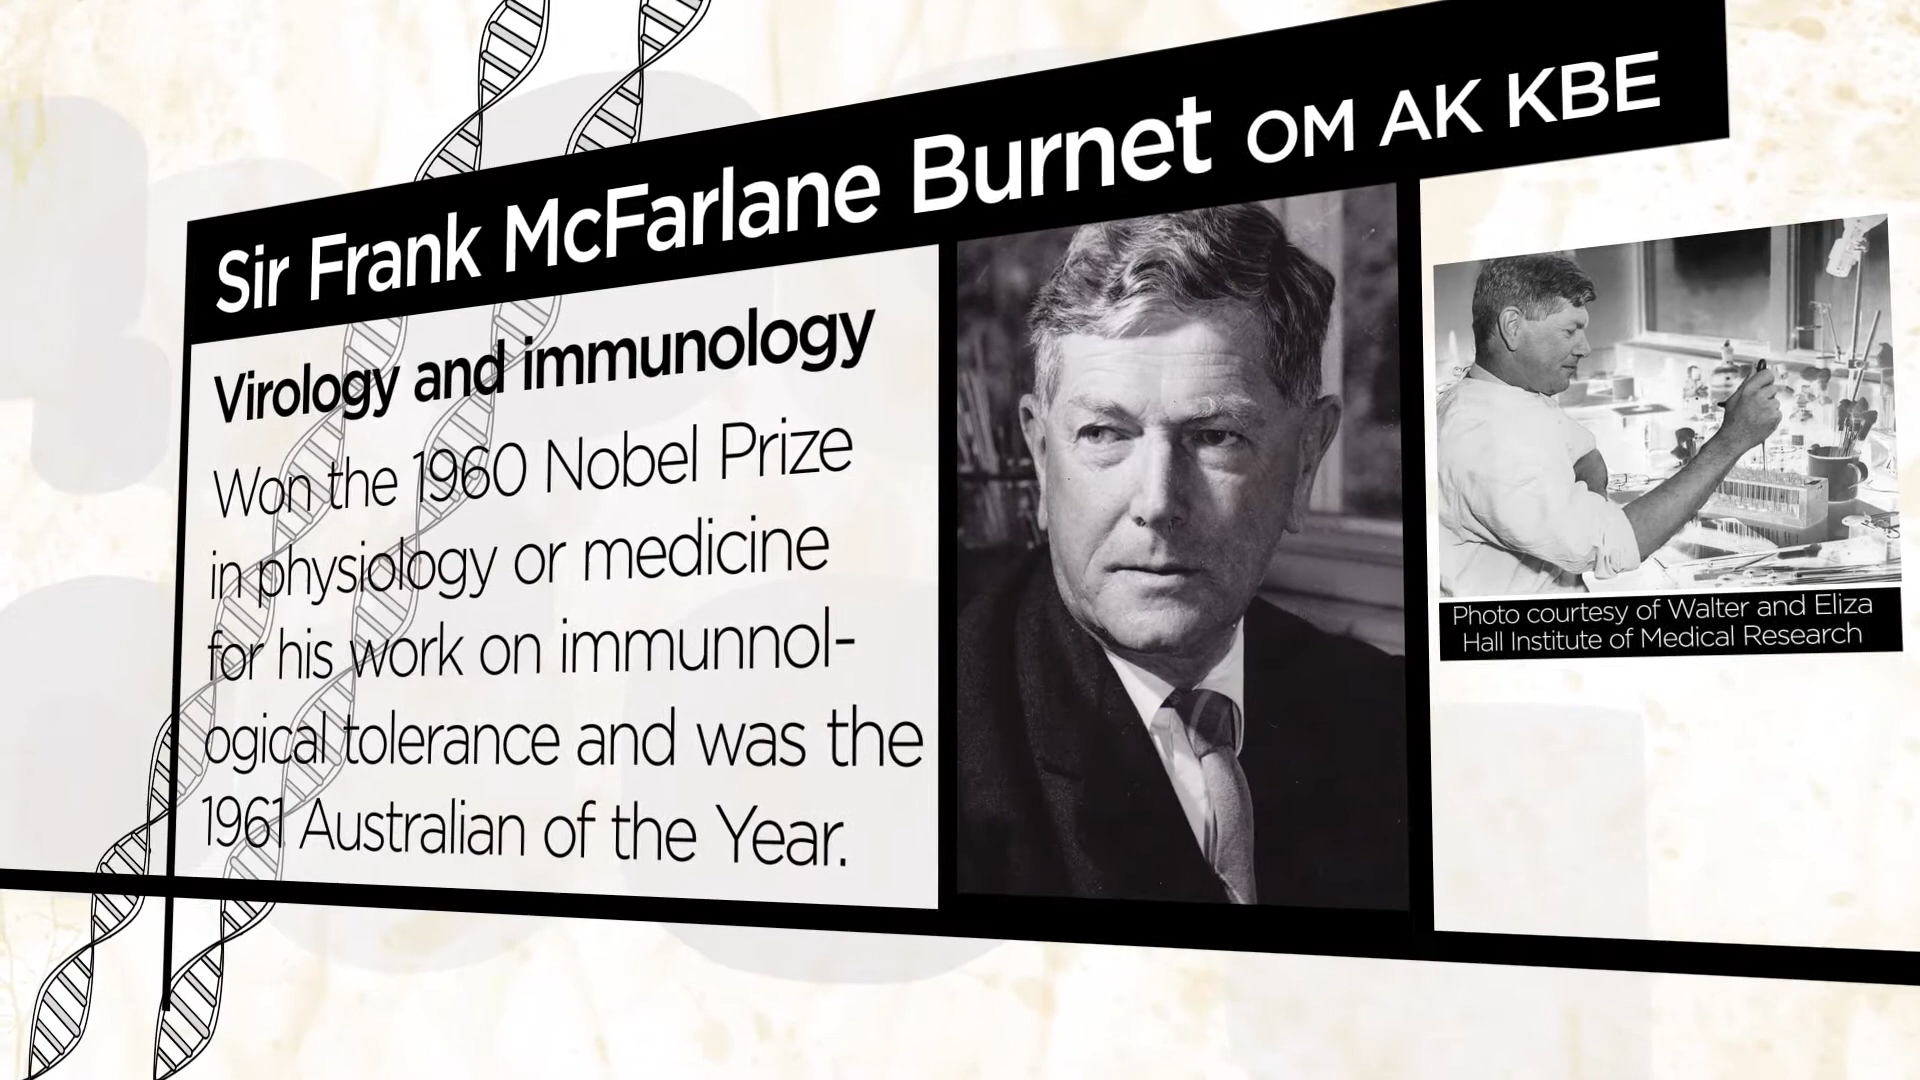 Sir Frank McFarlane Burnet OM AK KBE
Virology and immunology
Won the 1960 Nobel Prize
in physiology or medicine
for his work on immunnol-
ogical tolerance and was the
1961 Australian of the Year.
Photo courtesy of Walter and Eliza
Hall Institute of Medical Research